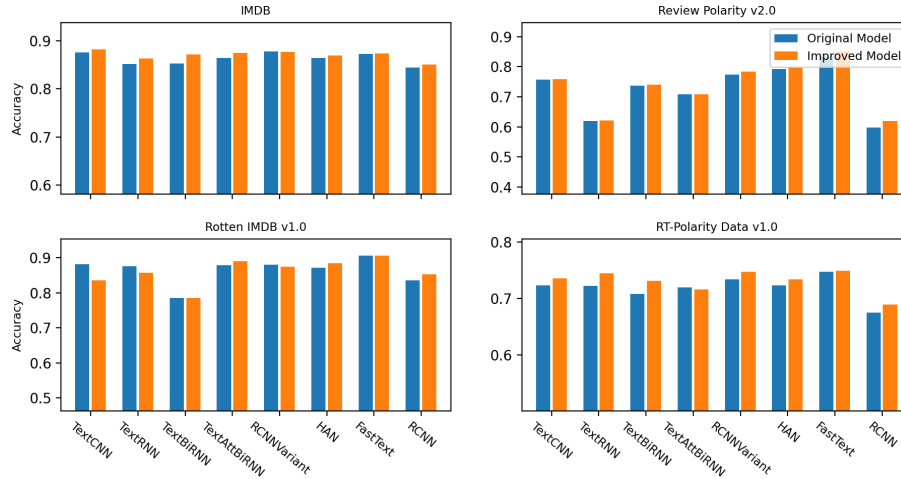 IMDB
Accuracy
0.9
0.8
0.7
0.6
Review Polarity v2.0
Original Model
Improved Model
0.8
0.7
0.6
0.5
0.4
Rotten IMDB v1.0
Accuracy
0.9
0.8
0.7
0.6
0.5
TextCNN
TextRNN
TextBiRNN
TextAttBiRNN
RCNNVariant
HAN
FastText
RCNN
RT-Polarity Data v1.0
0.8
0.7
0.6
TextCNN
TextRNN
TextBiRNN
TextAttBiRNN
RCNNVariant
HAN
FastText
RCNN